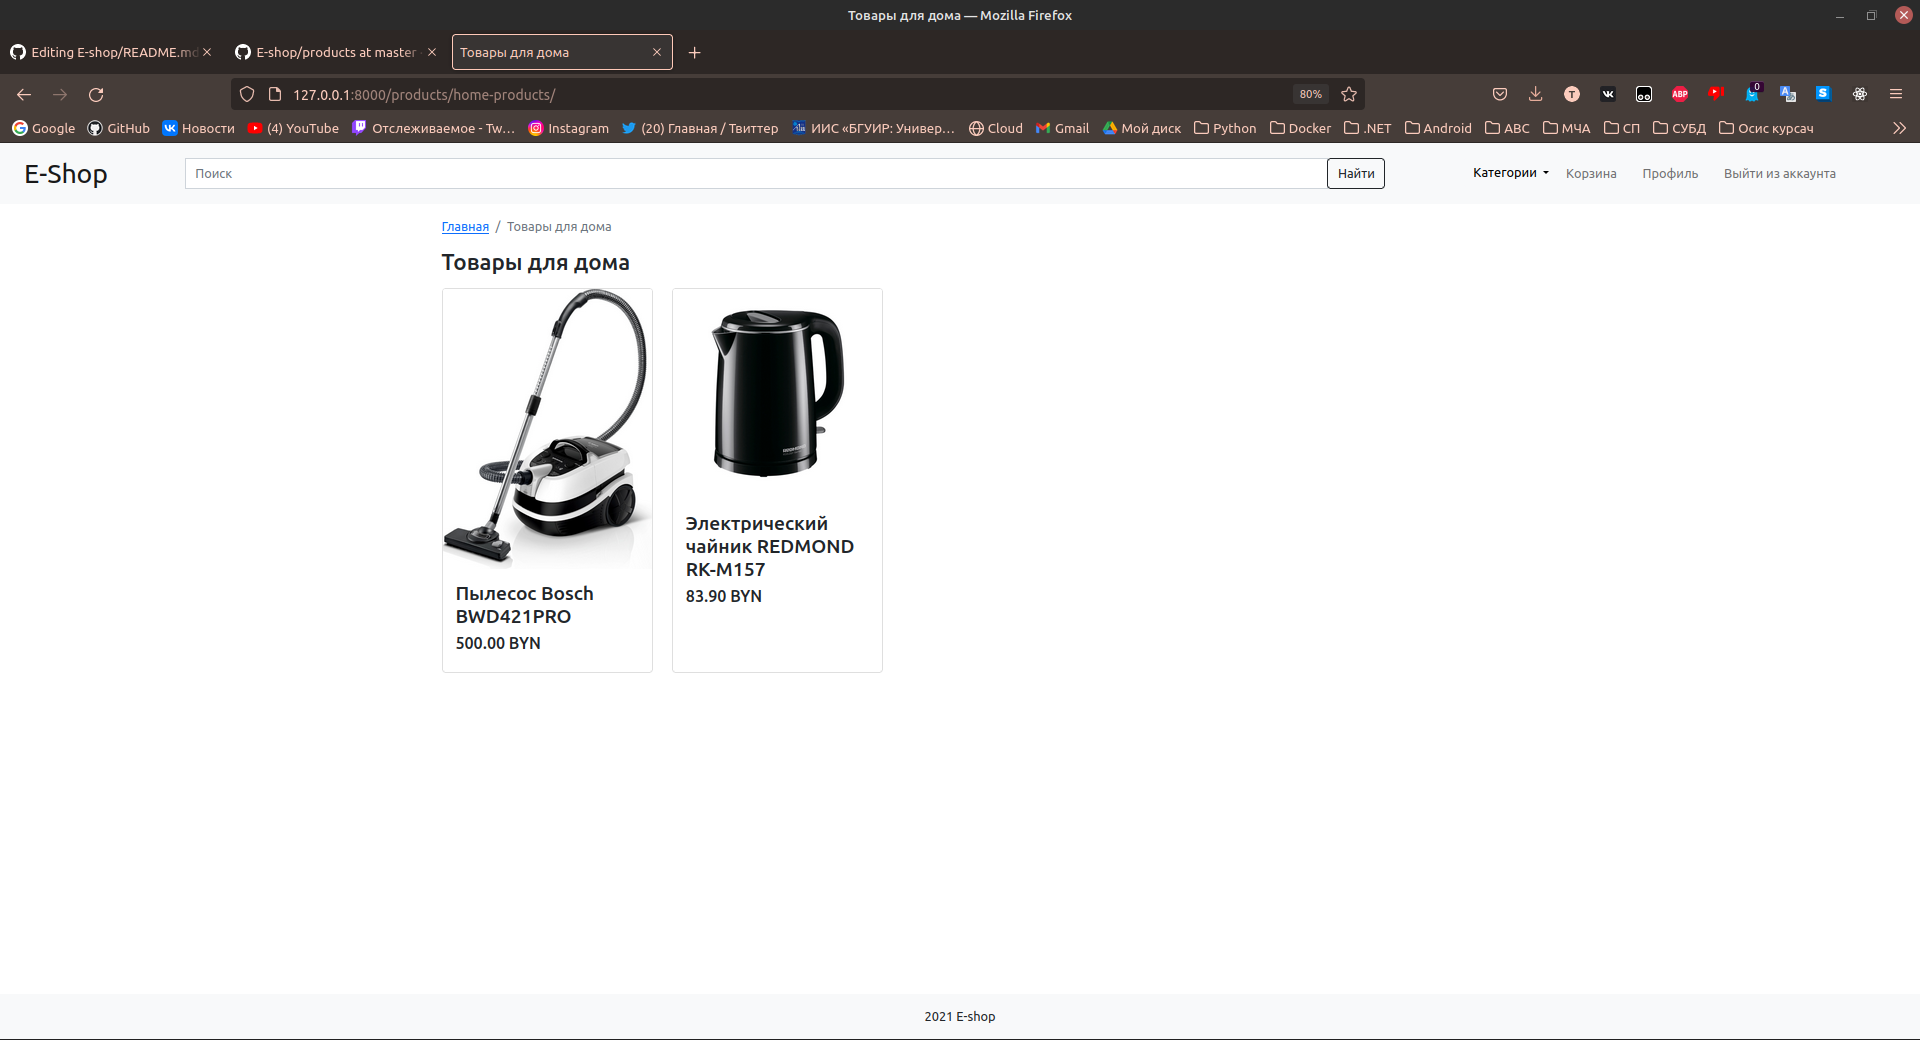 Товары для дома — Mozilla Firefox
Editing E-shop/README.md
E-shop/products at master
Товары для дома
127.0.0.1:8000/products/home-products/
80%
T
ABP
0
S
Google
GitHub
Новости
(4) YouTube
Отслеживаемое - Tw…
Instagram
(20) Главная / Твиттер
ИИС «БГУИР: Универ…
Cloud
Gmail
Мой диск
Python
Docker
.NET
Android
ABC
МЧА
СП
СУБД
Осис курсач
E-Shop
Поиск
Найти
Категории
Корзина
Профиль
Выйти из аккаунта
Главная / Товары для дома
Товары для дома
Пылесос Bosch
BWD421PRO
500.00 BYN
Электрический
чайник REDMOND
RK-M157
83.90 BYN
2021 E-shop